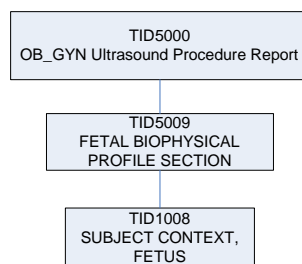 TID5000
OB_GYN Ultrasound Procedure Report
TID5009
FETAL BIOPHYSICAL
PROFILE SECTION
TID1008
SUBJECT CONTEXT,
FETUS